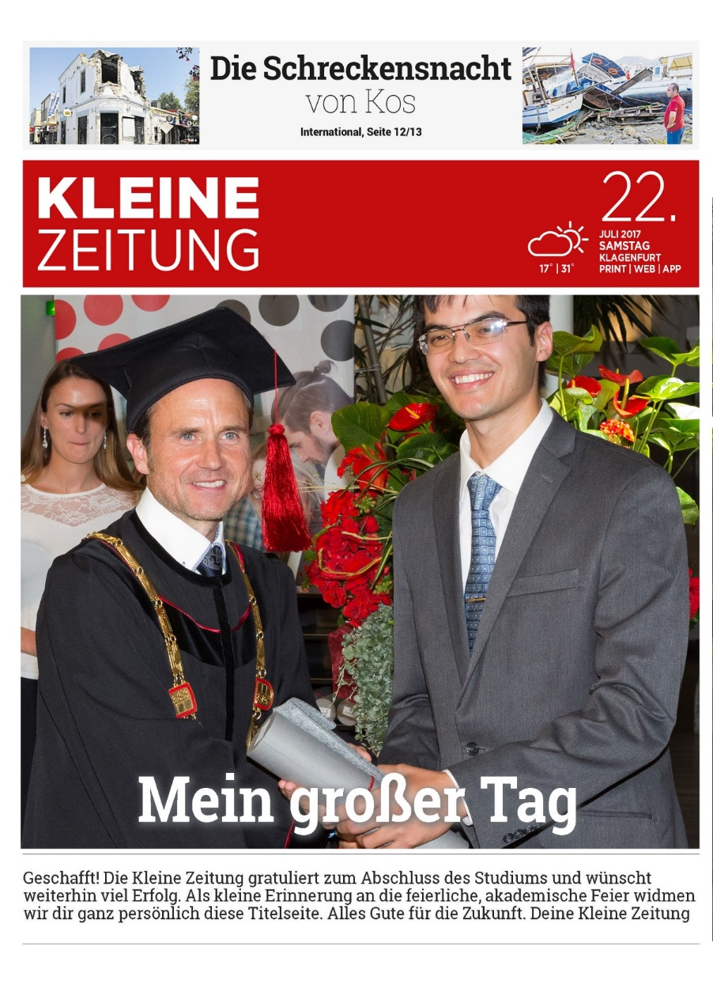 Die Schreckensnacht
von Kos
International, Seite 12/13
KLEINE
ZEITUNG
22.
JULI 2017
SAMSTAG
KLAGENFURT
PRINT | WEB | APP
17° | 31°
Mein großer Tag
Geschafft! Die Kleine Zeitung gratuliert zum Abschluss des Studiums und wünscht
weiterhin viel Erfolg. Als kleine Erinnerung an die feierliche, akademische Feier widmen
wir dir ganz persönlich diese Titelseite. Alles Gute für die Zukunft. Deine Kleine Zeitung